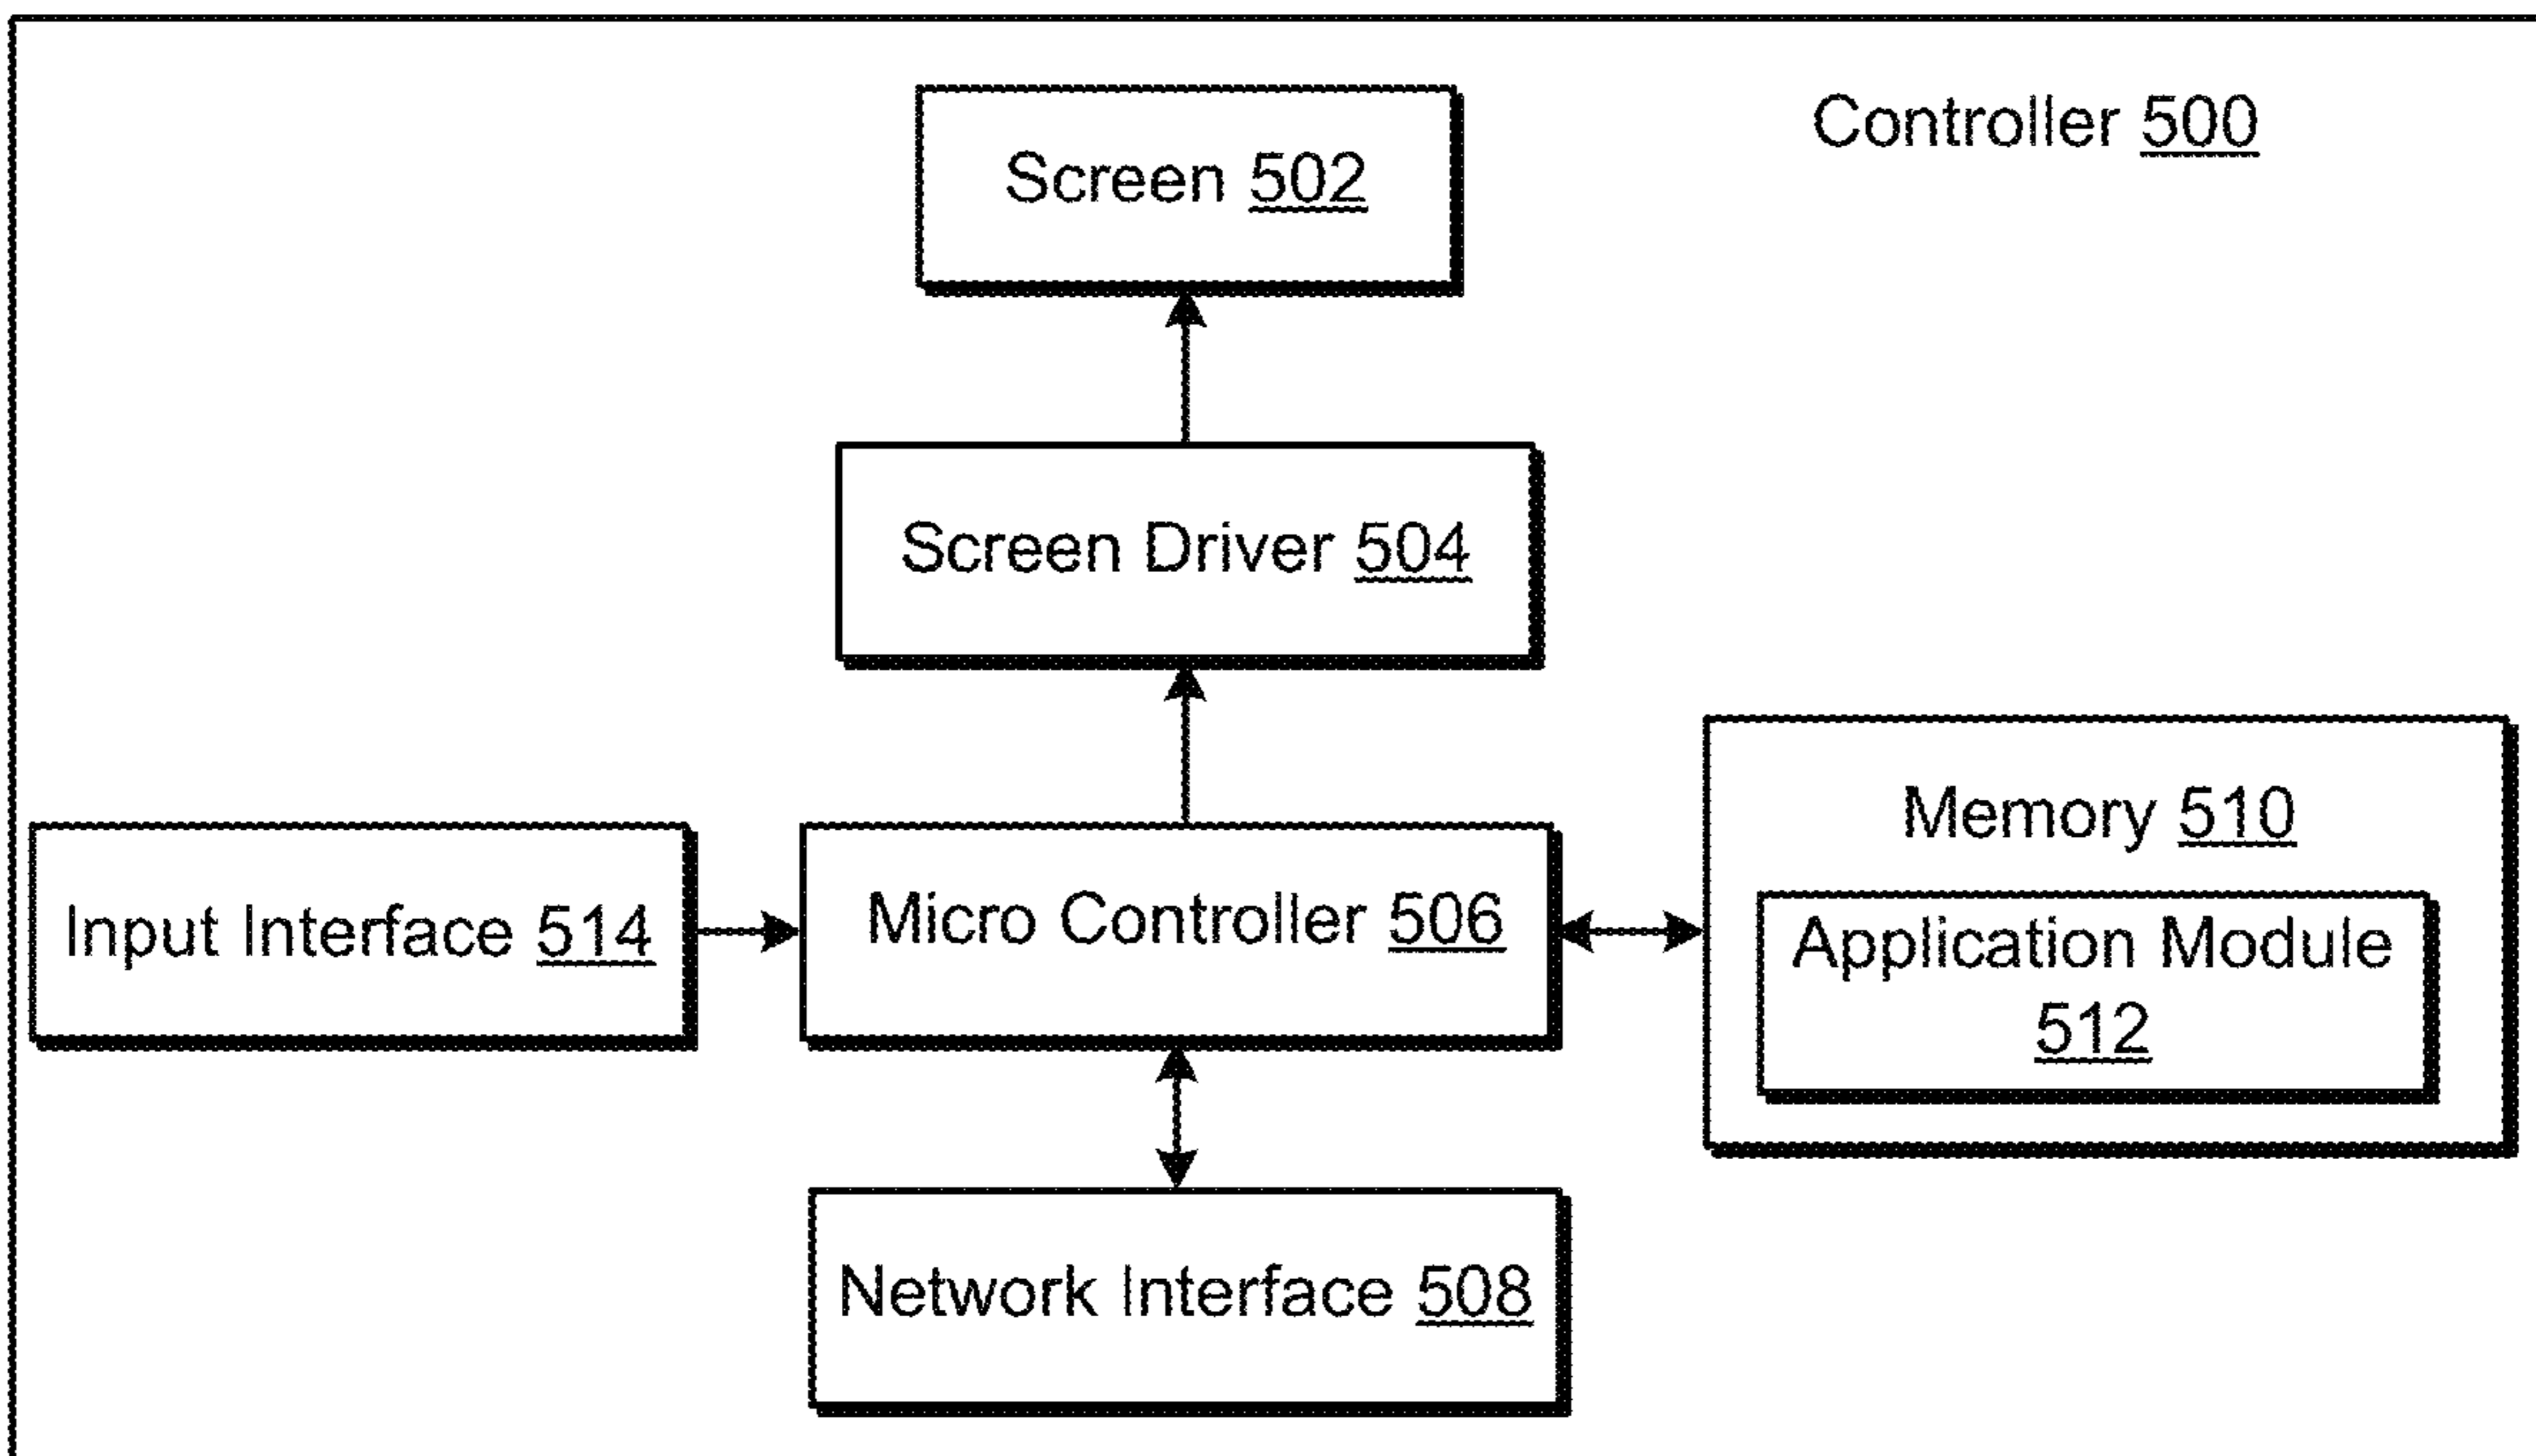 Controller 500
Screen 502
Screen Driver 504
Memory 510
Input Interface 514
Micro Controller 506
Application Module
512
Network Interface 508